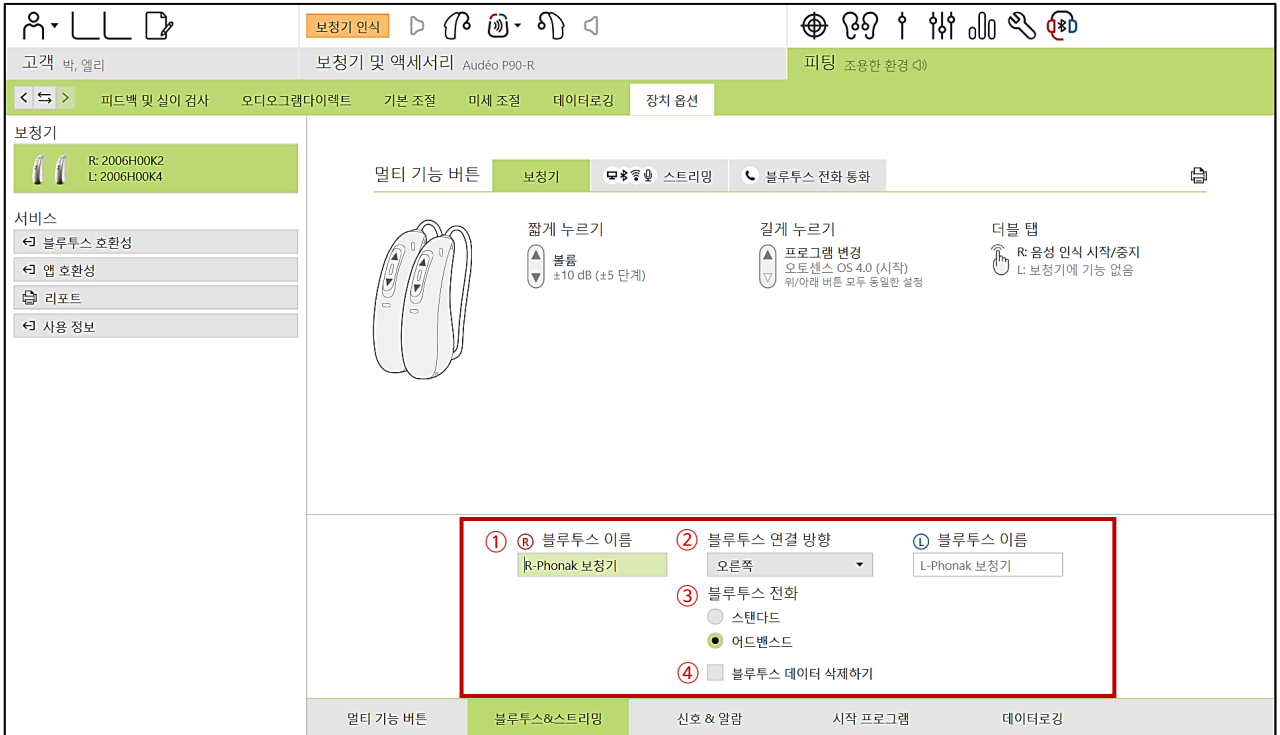 보청기 인식
고객 박, 엘리
보청기 및 액세서리 Audéo P90-R
피팅 조용한 환경
피드백 및 실이 검사 오디오그램다이렉트 기본 조절 미세 조절 데이터로깅 장치 옵션
보청기
R: 2006H00K2
L: 2006H00K4
서비스
블루투스 호환성
앱 호환성
리포트
사용 정보
멀티 기능 버튼 보청기 스트리밍 블루투스 전화 통화
짧게 누르기
볼륨
±10 dB (±5 단계)
길게 누르기
프로그램 변경
오토센스 OS 4.0 (시작)
위/아래 버튼 모두 동일한 설정
더블 탭
R: 음성 인식 시작/중지
L: 보청기에 기능 없음
① R 블루투스 이름
R-Phonak 보청기
② 블루투스 연결 방향
오른쪽
L 블루투스 이름
L-Phonak 보청기
③ 블루투스 전화
스탠다드
어드밴스드
④ 블루투스 데이터 삭제하기
멀티 기능 버튼 블루투스&스트리밍 신호 & 알람 시작 프로그램 데이터로깅